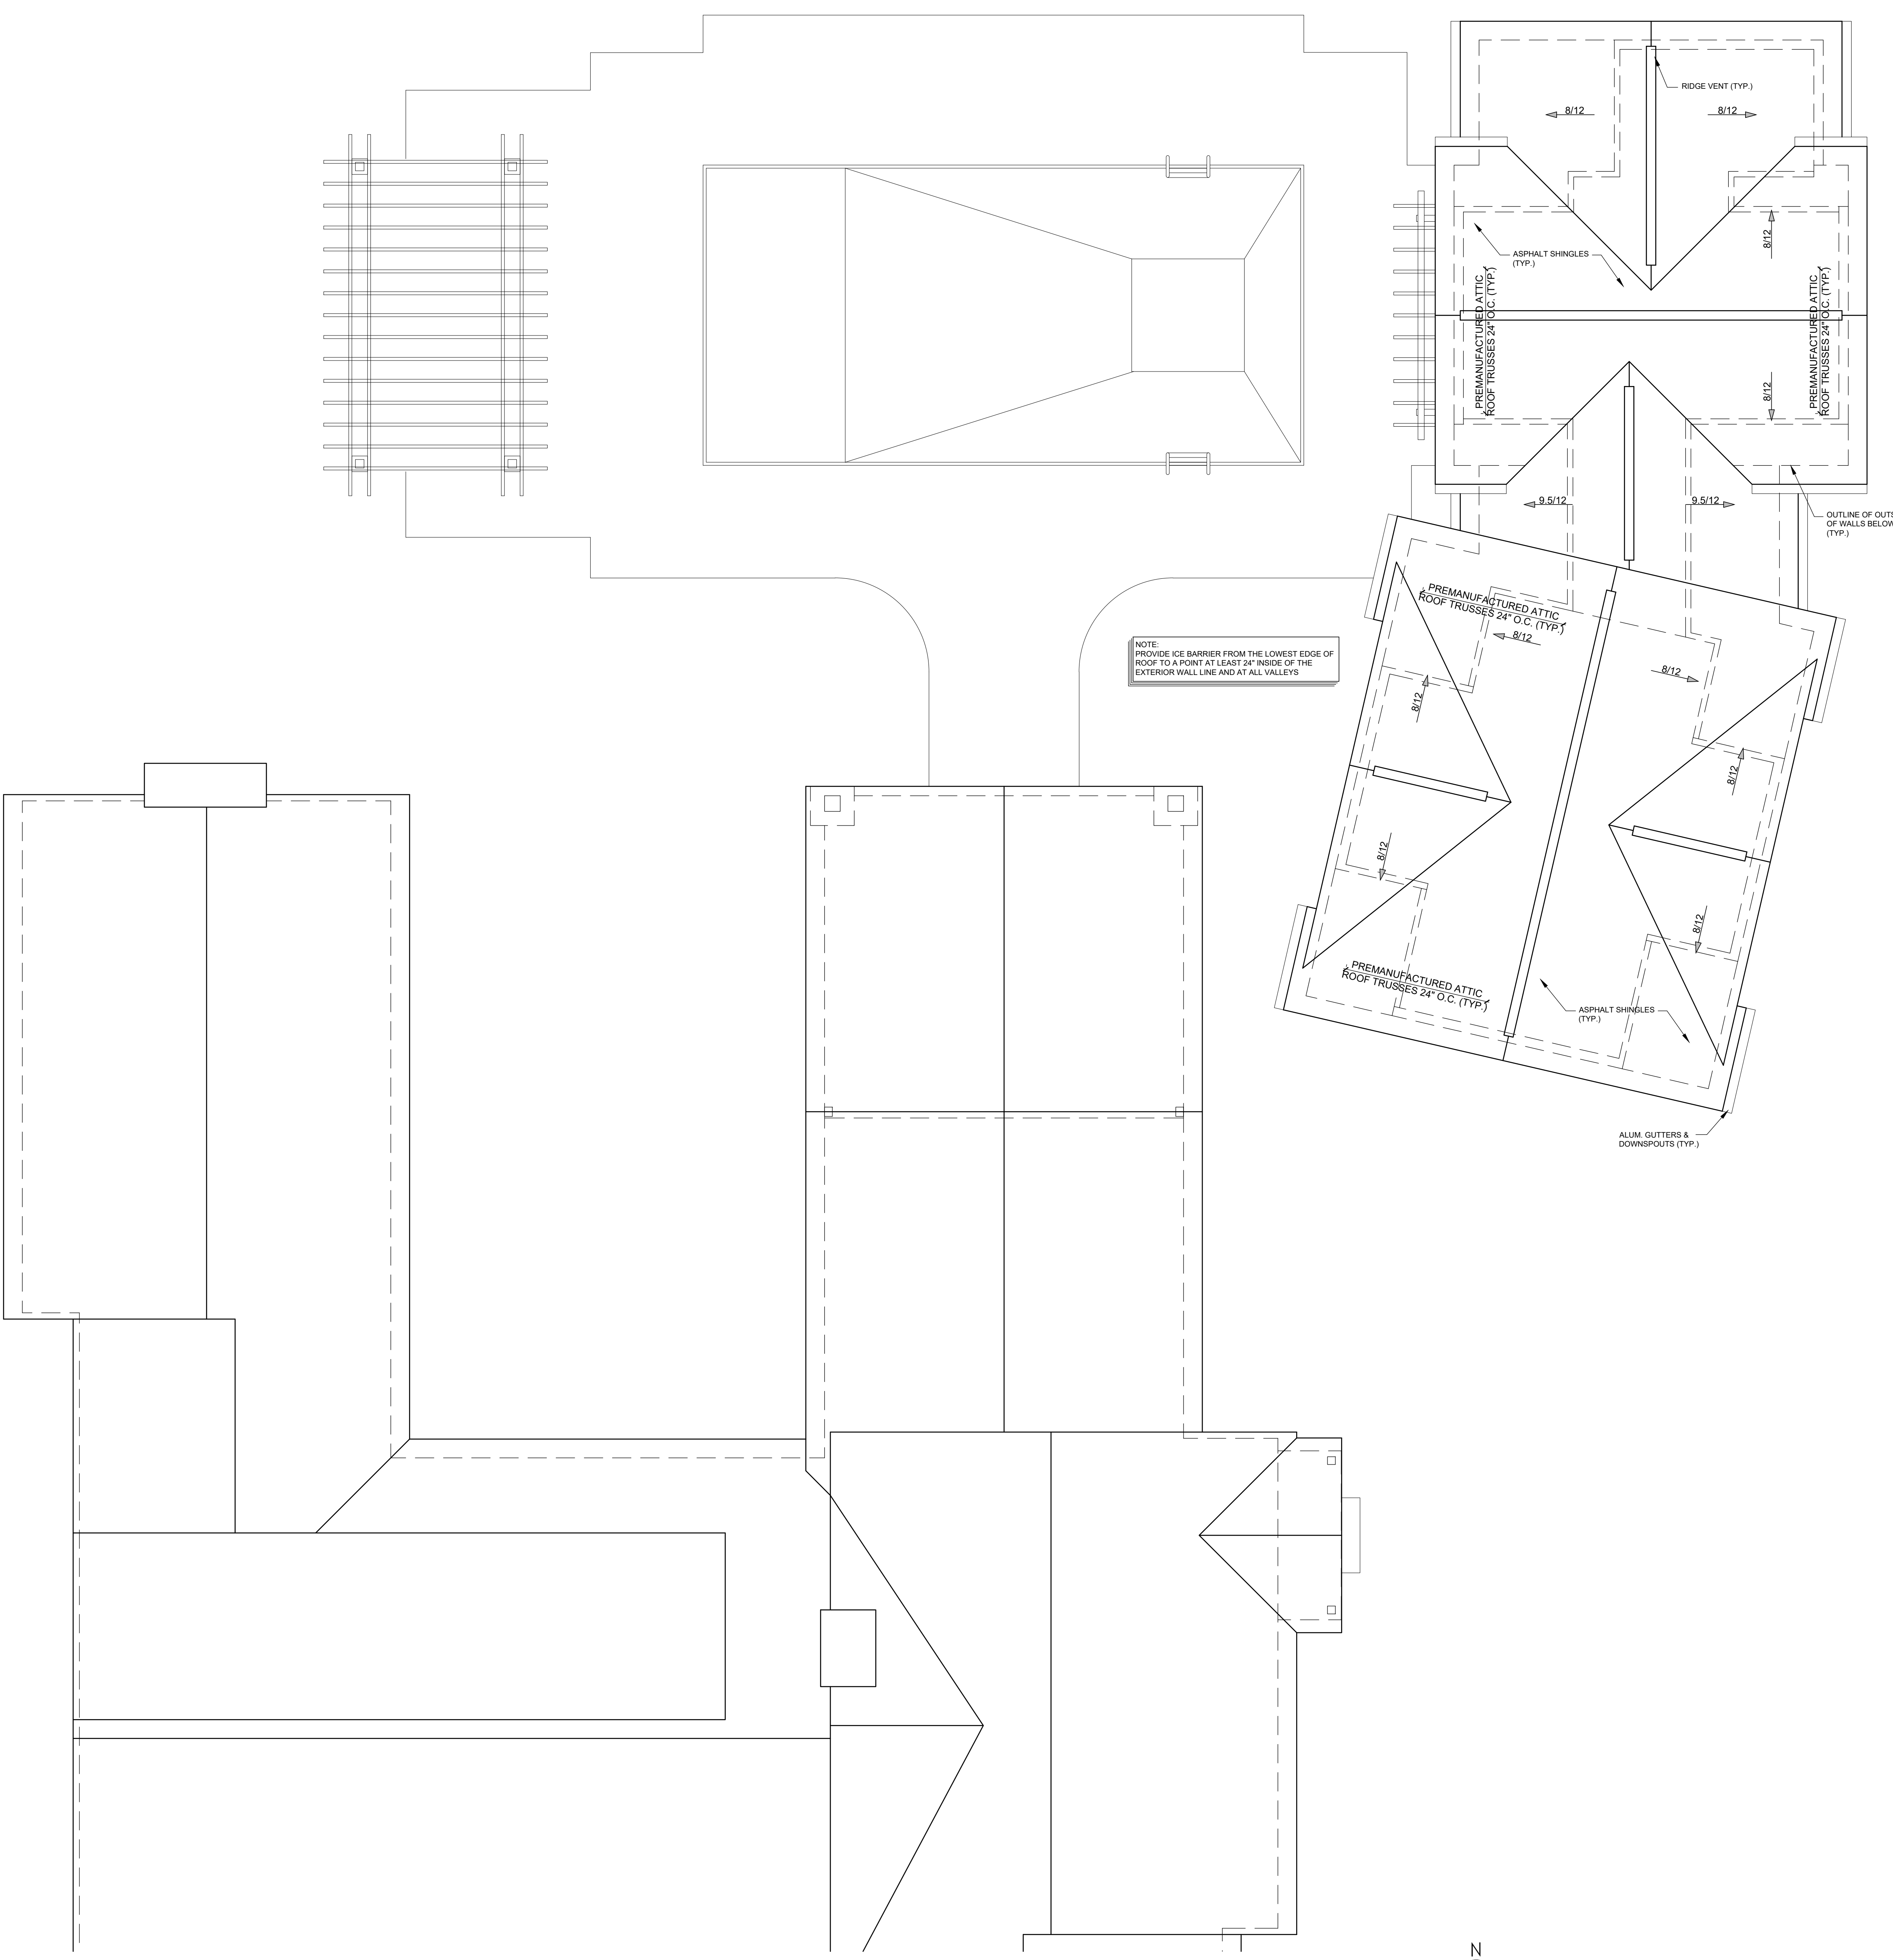 RIDGE VENT (TYP.)
8/12
8/12
ASPHALT SHINGLES
(TYP.)
8/12
PREMANUFACTURED ATTIC
ROOF TRUSSES 24" O.C. (TYP.)
PREMANUFACTURED ATTIC
ROOF TRUSSES 24" O.C. (TYP.)
8/12
9.5/12
9.5/12
OUTLINE OF
OF WALLS
(TYP.)
PREMANUFACTURED ATTIC
ROOF TRUSSES 24" O.C. (TYP.)
8/12
NOTE:
PROVIDE ICE BARRIER FROM THE LOWEST EDGE OF
ROOF TO A POINT AT LEAST 24" INSIDE OF THE
EXTERIOR WALL LINE AND AT ALL VALLEYS
8/12
8/12
8/12
8/12
8/12
PREMANUFACTURED ATTIC
ROOF TRUSSES 24" O.C. (TYP.)
ASPHALT SHINGLES
(TYP.)
ALUM. GUTTERS &
DOWNSPOUTS (TYP.)
N